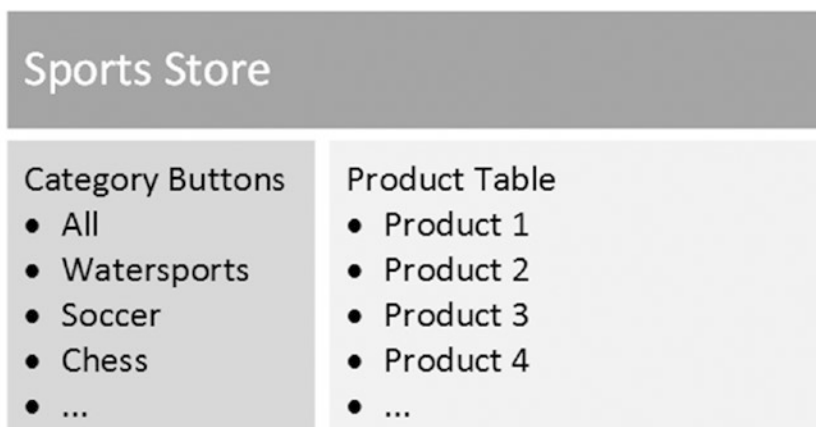 Sports Store
Category Buttons
• All
• Watersports
• Soccer
• Chess
• ...
Product Table
• Product 1
• Product 2
• Product 3
• Product 4
• ...